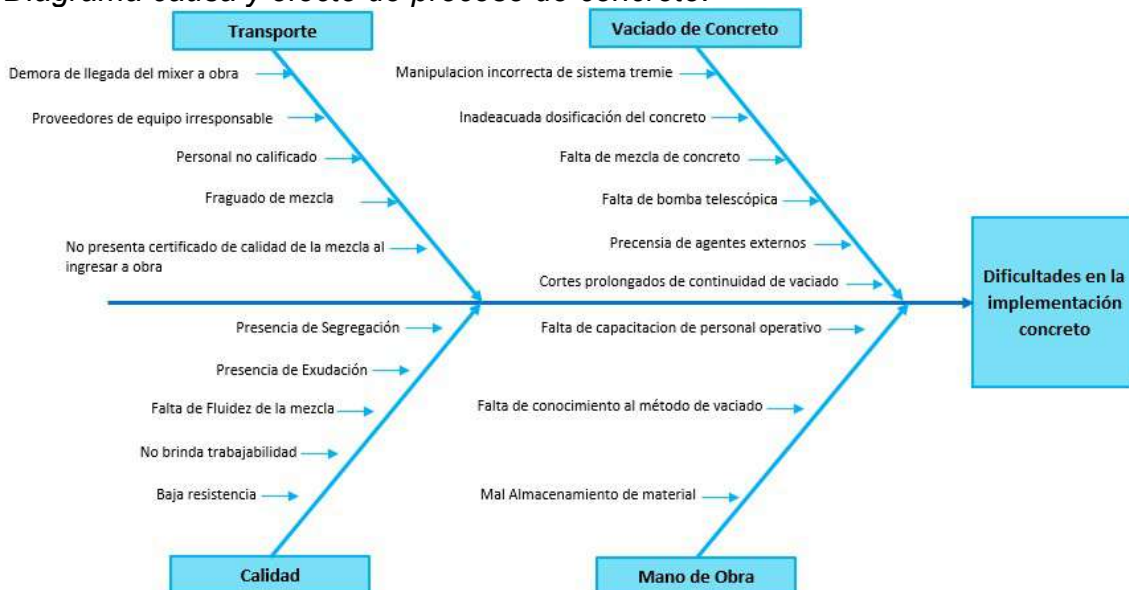 Diagrama causa y efecto de proceso de concreto.
Transporte
Demora de llegada del mixer a obra
Proveedores de equipo irresponsable
Personal no calificado
Fraguado de mezcla
No presenta certificado de calidad de la mezcla al
ingresar a obra
Vaciado de Concreto
Manipulacion incorrecta de sistema tremie
Inadeacuada dosificación del concreto
Falta de mezcla de concreto
Falta de bomba telescópica
Precensia de agentes externos
Cortes prolongados de continuidad de vaciado
Dificultades en la
implementación
concreto
Presencia de Segregación
Presencia de Exudación
Falta de Fluidez de la mezcla
No brinda trabajabilidad
Baja resistencia
Calidad
Falta de capacitacion de personal operativo
Falta de conocimiento al método de vaciado
Mal Almacenamiento de material
Mano de Obra